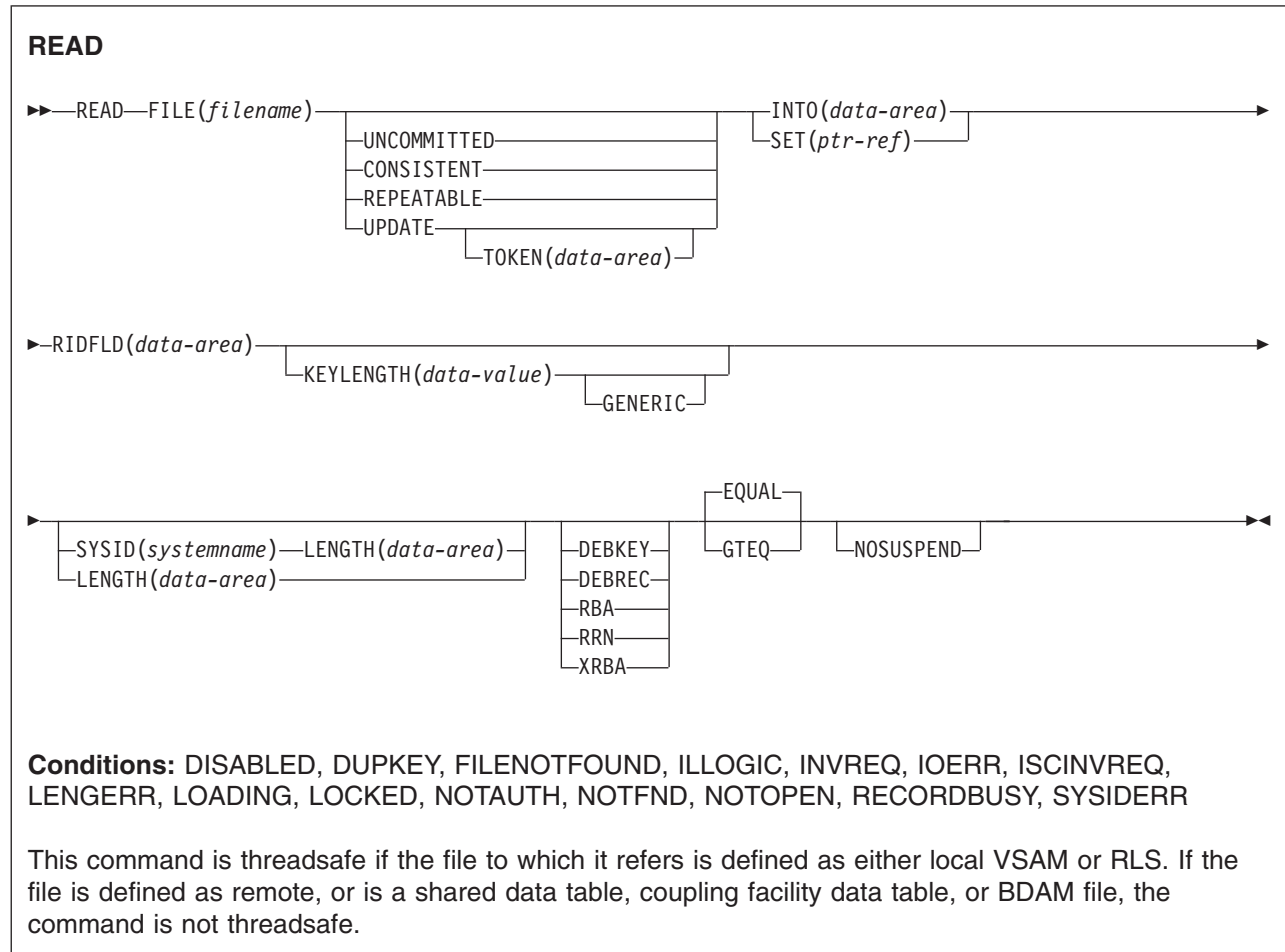 READ
READ FILE(filename) INTO(data-area)
UNCOMMITTED SET(ptr-ref)
CONSISTENT
REPEATABLE
UPDATE
TOKEN(data-area)
RIDFLD(data-area)
KEYLENGTH(data-value)
GENERIC
EQUAL
SYSID(systemname) LENGTH(data-area) DEBKEY GTEQ NOSUSPEND
LENGTH(data-area) DEBREC
RBA
RRN
XRBA
Conditions: DISABLED, DUPKEY, FILENOTFOUND, ILLOGIC, INVREQ, IOERR, ISCINVREQ,
LENGERR, LOADING, LOCKED, NOTAUTH, NOTFND, NOTOPEN, RECORDBUSY, SYSIDERR
This command is threadsafe if the file to which it refers is defined as either local VSAM or RLS. If the
file is defined as remote, or is a shared data table, coupling facility data table, or BDAM file, the
command is not threadsafe.